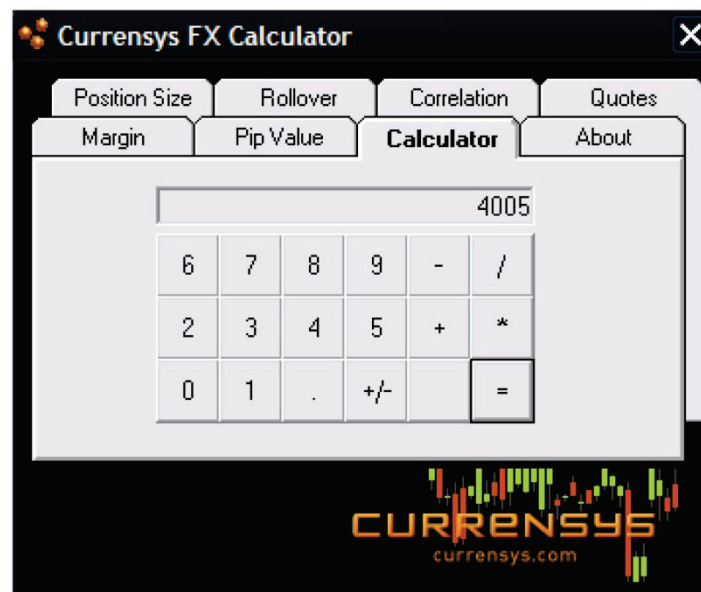 Currensys FX Calculator
Position Size Rollover Correlation Quotes
Margin Pip Value Calculator About
4005
6 7 8 9 - /
2 3 4 5 + *
0 1 . +/- =
CURRENSYS
currensys.com